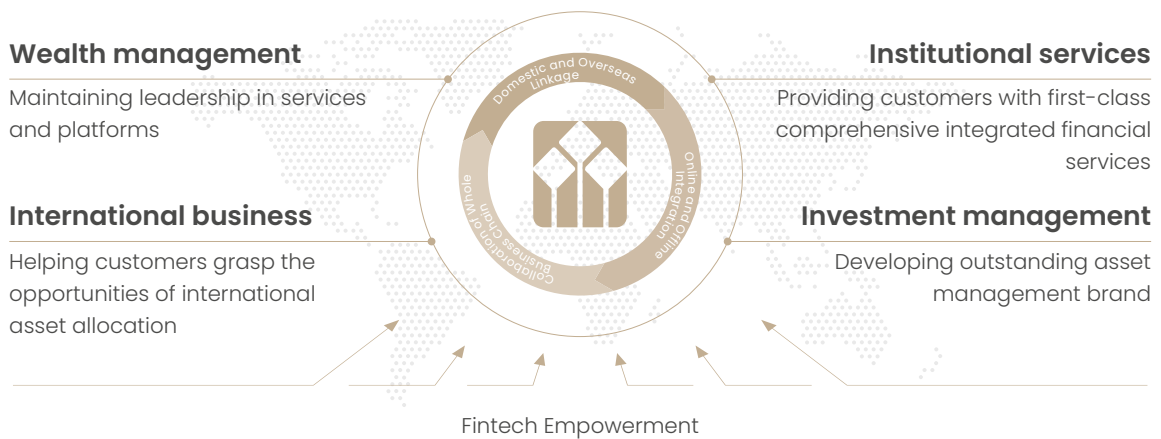 Wealth management
Maintaining leadership in services
and platforms
International business
Helping customers grasp the
opportunities of international
asset allocation
Domestic and Overseas
Linkage
Online and Offline
Integration
Collaboration of Whole
Business Chain
Institutional services
Providing customers with first-class
comprehensive integrated financial
services
Investment management
Developing outstanding asset
management brand
Fintech Empowerment